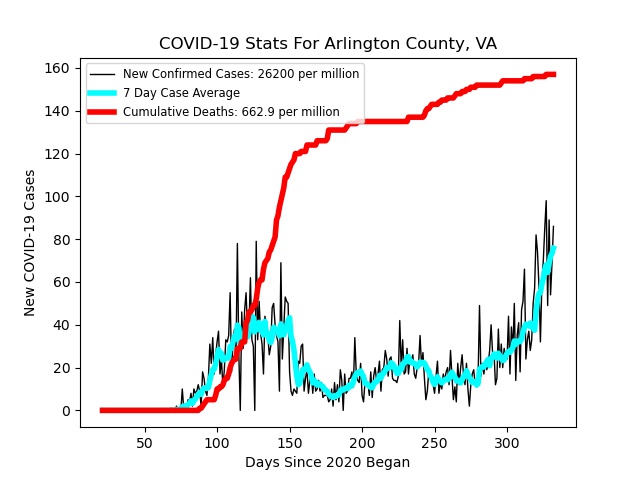 COVID-19 Stats For Arlington County, VA
New Confirmed Cases: 26200 per million
7 Day Case Average
Cumulative Deaths: 662.9 per million
New COVID-19 Cases
160
140
120
100
80
60
40
20
0
50
100
150
200
250
300
Days Since 2020 Began